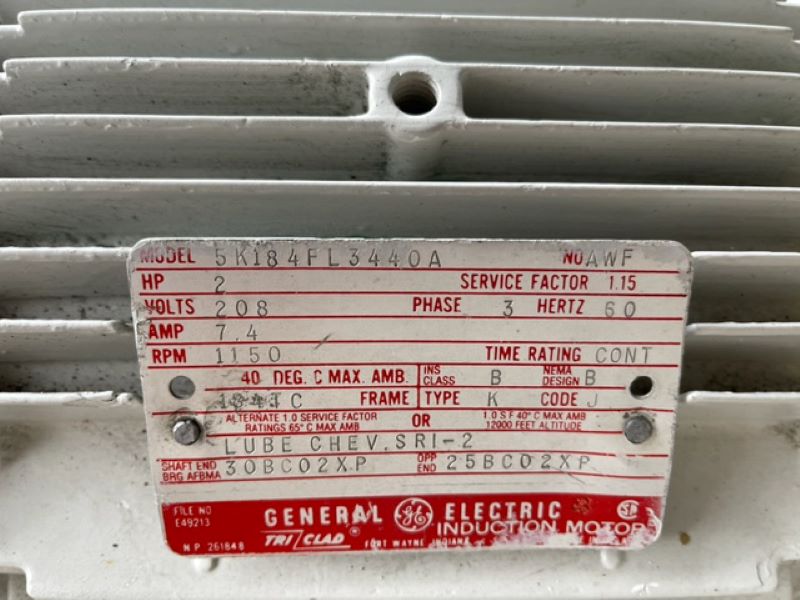 MODEL 5K184FL3440A NO AWF
HP 2 SERVICE FACTOR 1.15
VOLTS 208 PHASE 3 HERTZ 60
AMP 7.4
RPM 1150 TIME RATING CONT
40 DEG. C MAX. AMB. INS CLASS B NEMA DESIGN B
FRAME TYPE K CODE J
ALTERNATE 1.0 SERVICE FACTOR RATINGS 65° C MAX AMB OR 1.0 S F 40° C MAX AMB 12000 FEET ALTITUDE
LUBE CHEV. SRI-2
SHAFT END BRG AFBMA 30BC02XP OPP END 25BC02XP
FILE NO E49213
GENERAL GE ELECTRIC
TRI CLAD ® INDUCTION MOTOR
N P 261848 FORT WAYNE, INDIANA